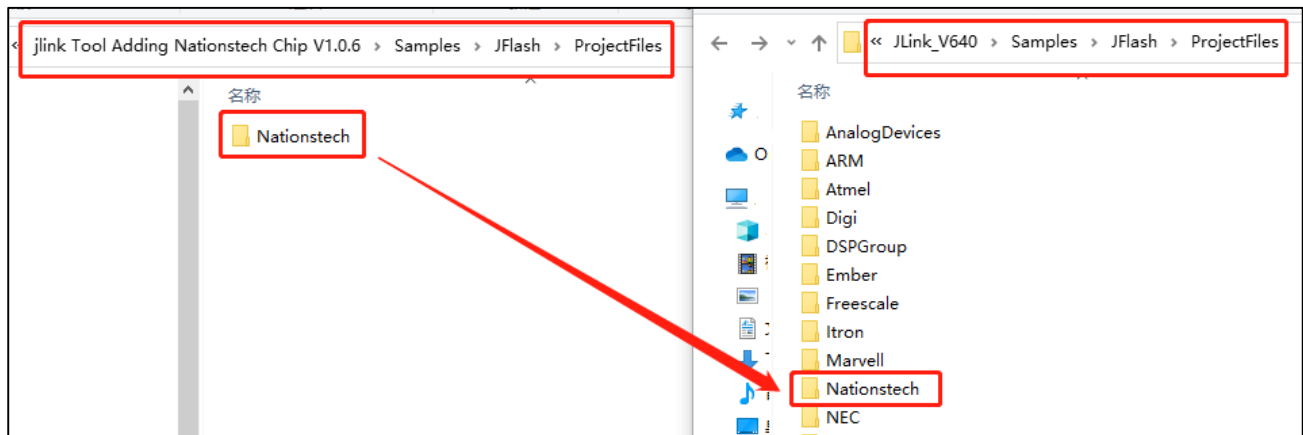 « jlink Tool Adding Nationstech Chip V1.0.6 > Samples > JFlash > ProjectFiles
名称
Nationstech
« JLink_V640 > Samples > JFlash > ProjectFiles
名称
AnalogDevices
ARM
Atmel
Digi
DSPGroup
Ember
Freescale
Itron
Marvell
Nationstech
NEC